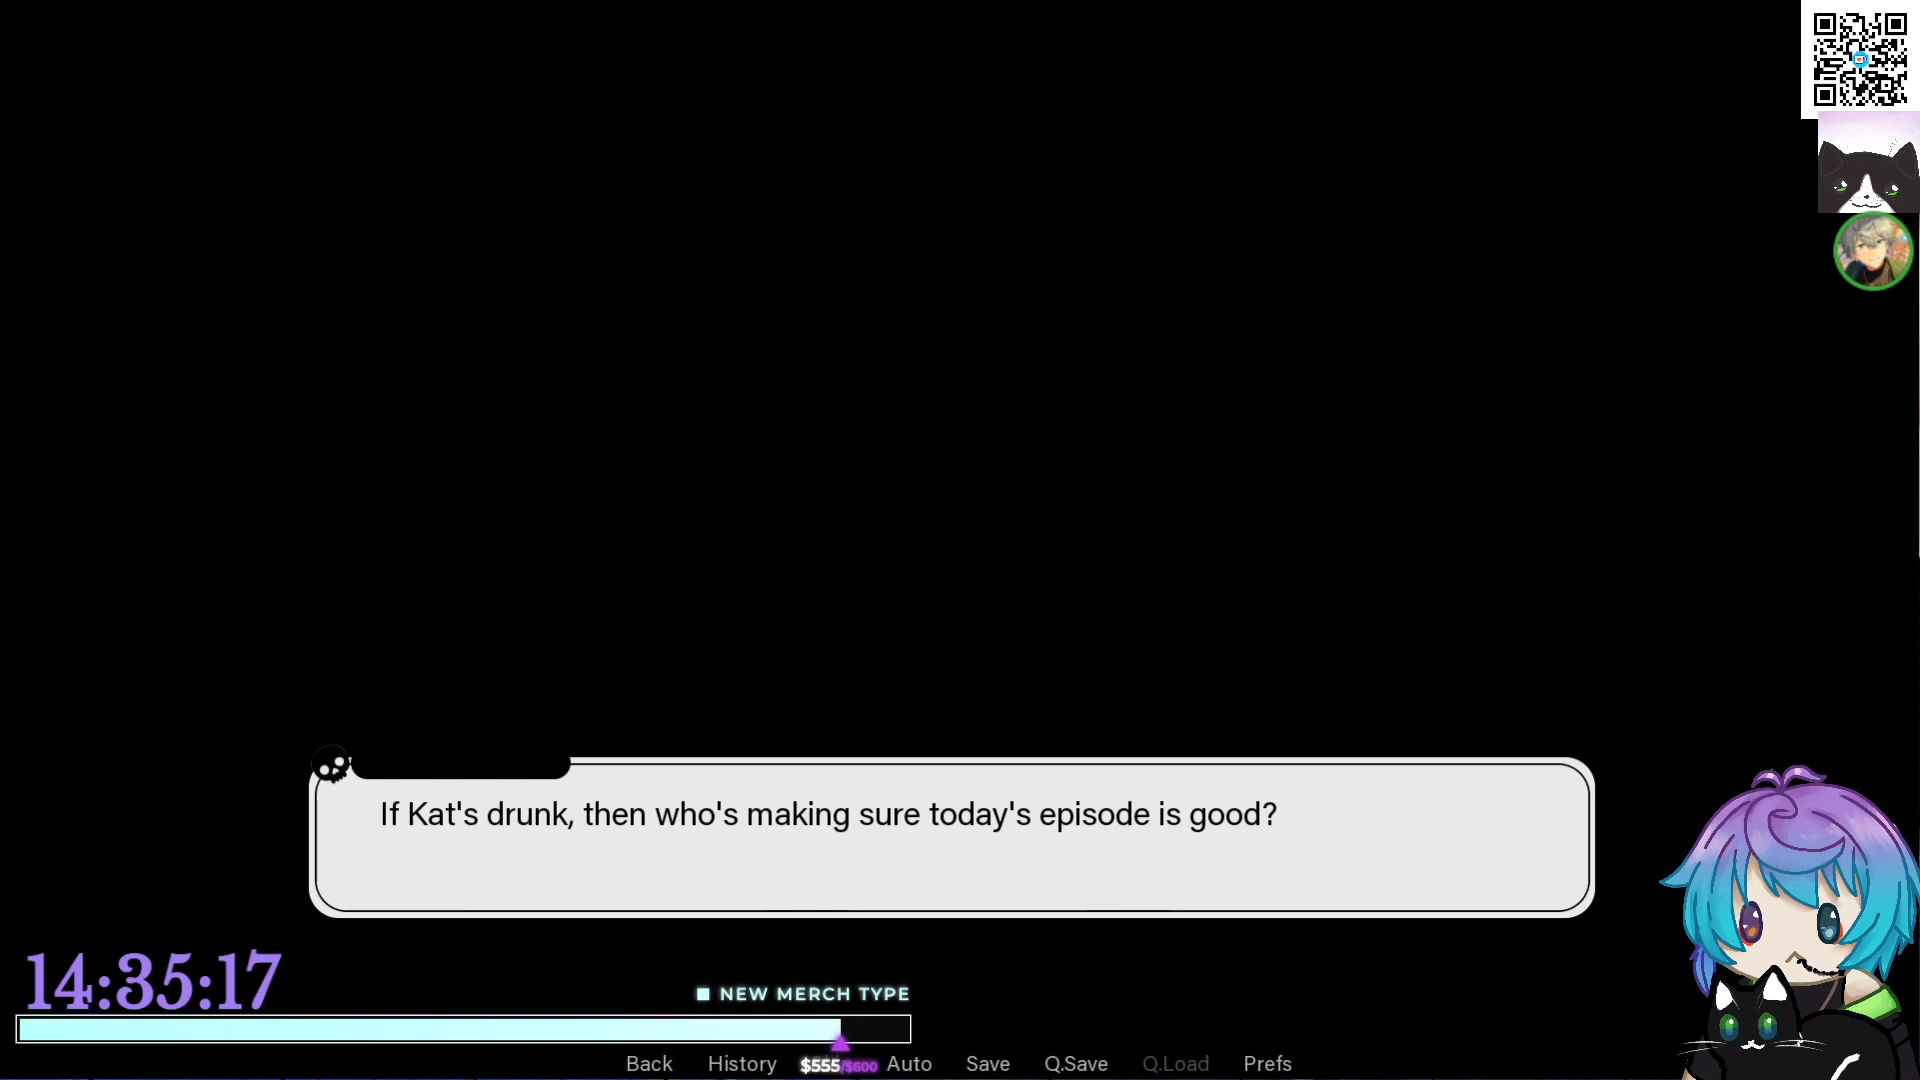 If Kat's drunk, then who's making sure today's episode is good?
14:35:17
NEW MERCH TYPE
Back History $555/$600 Auto Save Q.Save Q.Load Prefs